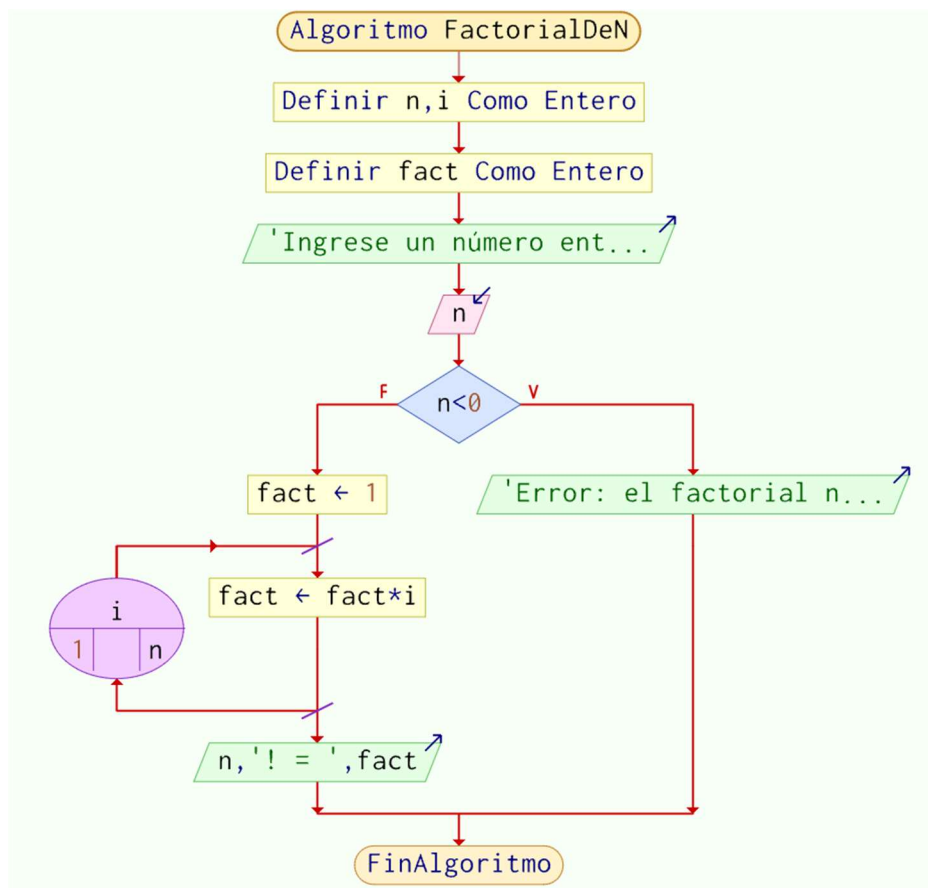 Algoritmo FactorialDeN
Definir n,i Como Entero
Definir fact Como Entero
'Ingrese un número ent...
n
n<0
F
V
fact ← 1
'Error: el factorial n...
fact ← fact*i
i
1
n
n,'! = ',fact
FinAlgoritmo